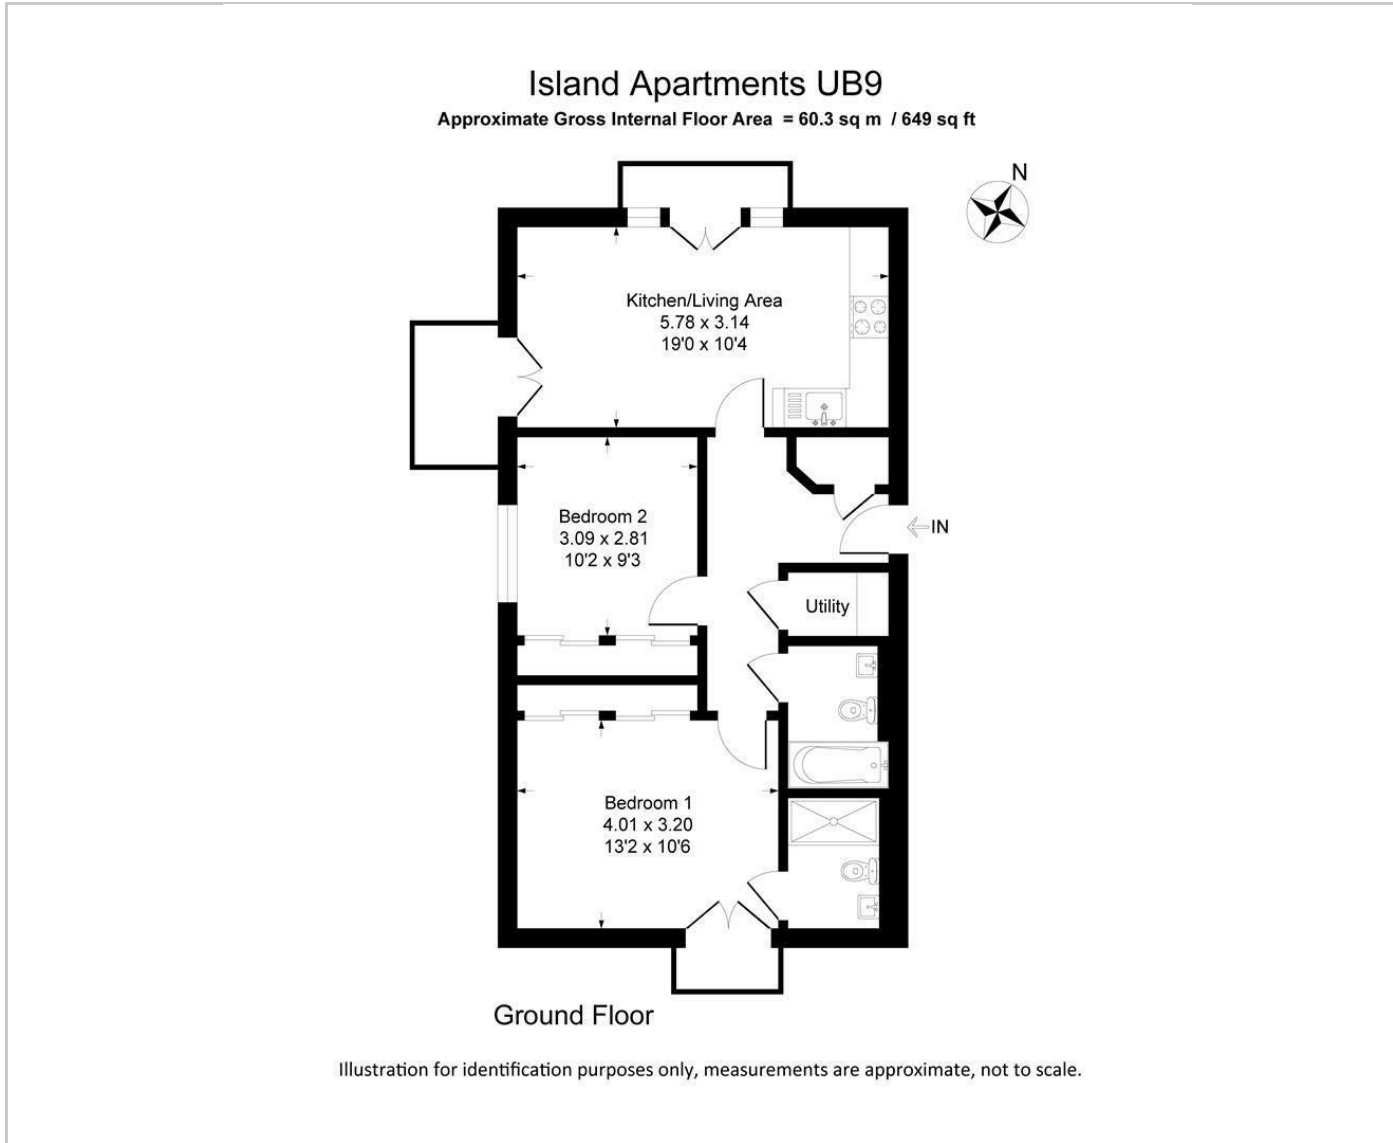 Island Apartments UB9
Approximate Gross Internal Floor Area = 60.3 sq m / 649 sq ft
N
Kitchen/Living Area
5.78 x 3.14
19'0 x 10'4
Bedroom 2
3.09 x 2.81
10'2 x 9'3
IN
Utility
Bedroom 1
4.01 x 3.20
13'2 x 10'6
Ground Floor
Illustration for identification purposes only, measurements are approximate, not to scale.